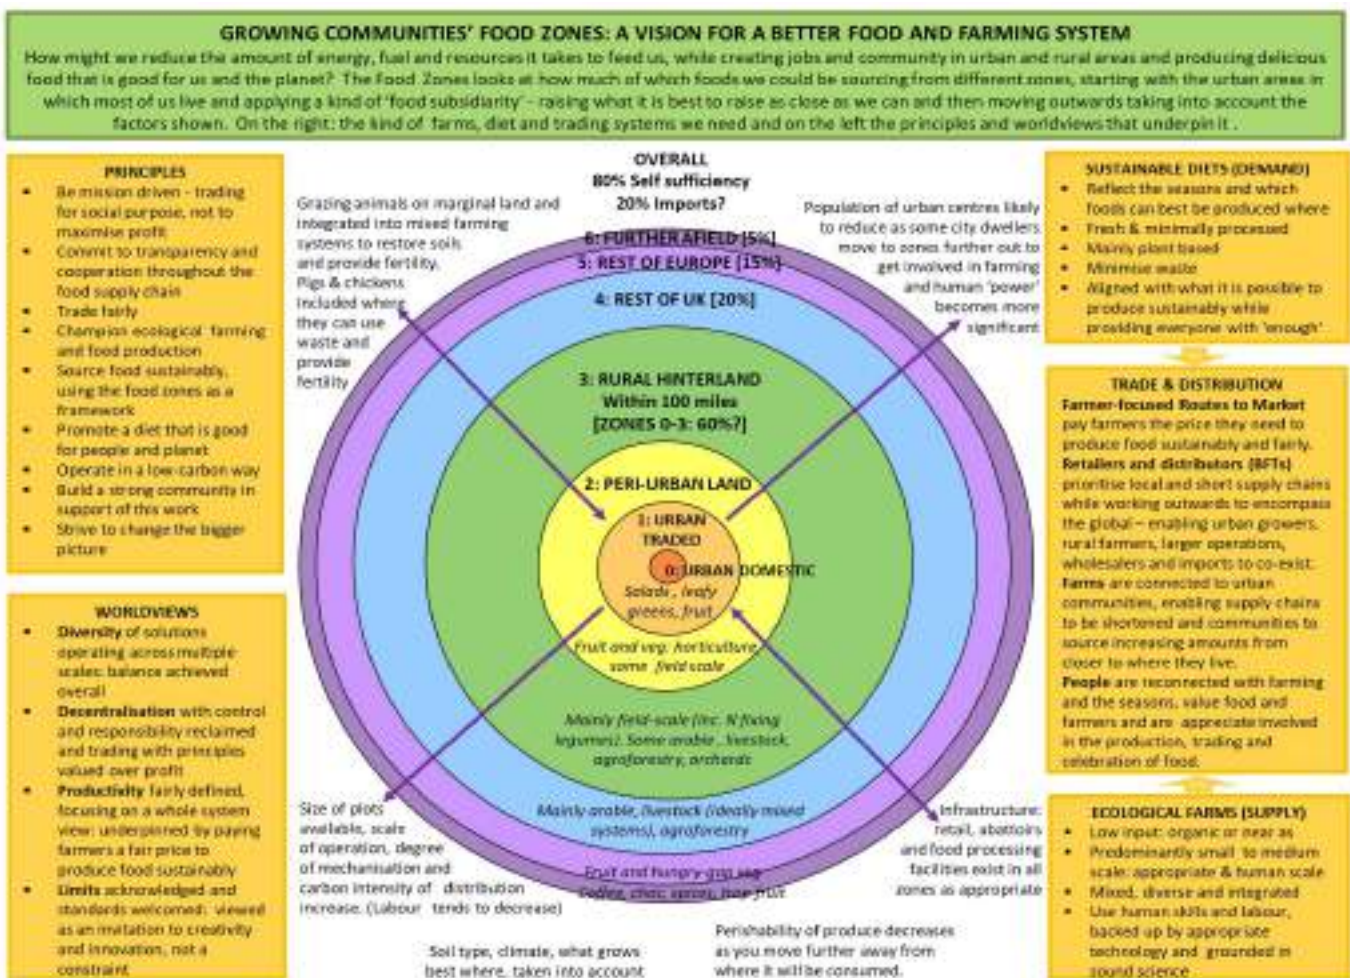 GROWING COMMUNITIES' FOOD ZONES: A VISION FOR A BETTER FOOD AND FARMING SYSTEM
How might we reduce the amount of energy, fuel and resources it takes to feed us, while creating jobs and community in urban and rural areas and producing delicious
food that is good for us and the planet? The Food Zones looks at how much of which foods we could be sourcing from different zones, starting with the urban areas in
which most of us live and applying a kind of 'food subsidiarity' - raising what it is best to raise as close as we can and then moving outwards taking into account the
factors shown. On the right: the kind of farms, diet and trading systems we need and on the left the principles and worldviews that underpin it.
PRINCIPLES
• Be mission driven - trading
for social purpose, not to
maximise profit
• Commit to transparency and
cooperation throughout the
food supply chain
• Trade fairly
• Champion ecological farming
and food production
• Source food sustainably,
using the food zones as a
framework
• Promote a diet that is good
for people and planet
• Operate in a low-carbon way
• Build a strong community in
support of this work
• Strive to change the bigger
picture
WORLDVIEWS
• Diversity of solutions
operating across multiple
scales: balance achieved
overall
• Decentralisation with control
and responsibility reclaimed
and trading with principles
valued over profit
• Productivity fairly defined,
focusing on a whole system
view: underpinned by paying
farmers a fair price to
produce food sustainably
• Limits acknowledged and
standards welcomed: viewed
as an invitation to creativity
and innovation, not a
constraint
OVERALL
80% Self sufficiency
20% Imports?
Grazing animals on marginal land and
integrated into mixed farming
systems to restore soils
and provide fertility.
Pigs & chickens
Included where
they can use
waste and
provide
fertility
Population of urban centres likely
to reduce as some city dwellers
move to zones further out to
get involved in farming
and human 'power'
becomes more
significant
6: FURTHER AFIELD [5%]
5: REST OF EUROPE [15%]
4: REST OF UK [20%]
3: RURAL HINTERLAND
Within 100 miles
[ZONES 0-3: 60%?]
2: PERI-URBAN LAND
1: URBAN
TRADED
0: URBAN DOMESTIC
Salads, leafy
greens, fruit
Fruit and veg: horticulture,
some field scale
Mainly field-scale (inc. N fixing
legumes). Some arable, livestock,
agroforestry, orchards
Mainly arable, livestock (ideally mixed
systems), agroforestry
Fruit and hungry-gap veg
spices, fruit
Size of plots
available, scale
of operation, degree
of mechanisation and
carbon intensity of distribution
increase. (Labour tends to decrease)
Infrastructure:
retail, abattoirs
and food processing
facilities exist in all
zones as appropriate
Soil type, climate, what grows
best where, taken into account
Perishability of produce decreases
as you move further away from
where it will be consumed.
SUSTAINABLE DIETS (DEMAND)
• Reflect the seasons and which
foods can best be produced where
• Fresh & minimally processed
• Mainly plant based
• Minimise waste
• Aligned with what it is possible to
produce sustainably while
providing everyone with 'enough'
TRADE & DISTRIBUTION
Farmer-focused Routes to Market
pay farmers the price they need to
produce food sustainably and fairly.
Retailers and distributors (BFTs)
prioritise local and short supply chains
while working outwards to encompass
the global – enabling urban growers,
rural farmers, larger operations,
wholesalers and imports to co-exist.
Farms are connected to urban
communities, enabling supply chains
to be shortened and communities to
source increasing amounts from
closer to where they live.
People are reconnected with farming
and the seasons, value food and
farmers and are appreciate involved
in the production, trading and
celebration of food.
ECOLOGICAL FARMS (SUPPLY)
• Low input: organic or near as
• Predominantly small to medium
scale: appropriate & human scale
• Mixed, diverse and integrated
• Use human skills and labour,
backed up by appropriate
technology and grounded in
sound science